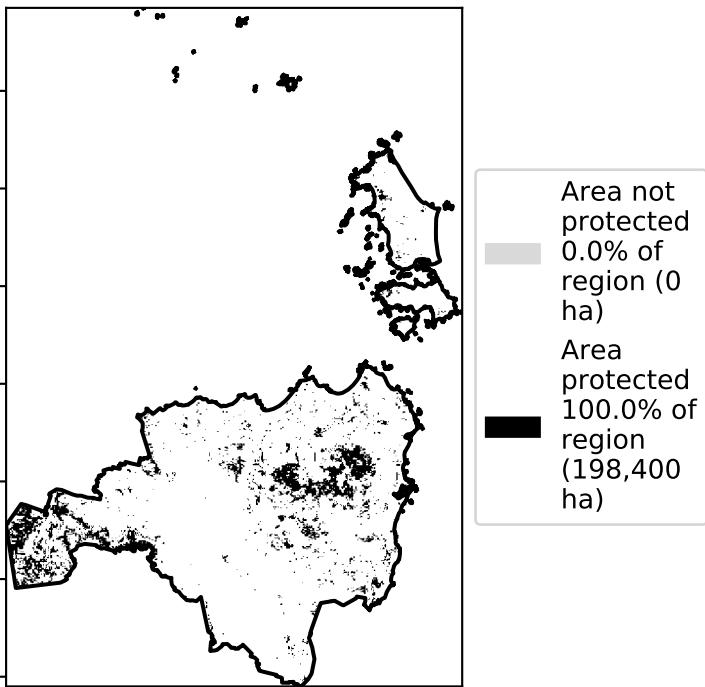 Area not
protected
0.0% of
region (0
ha)
Area
protected
100.0% of
region
(198,400
ha)